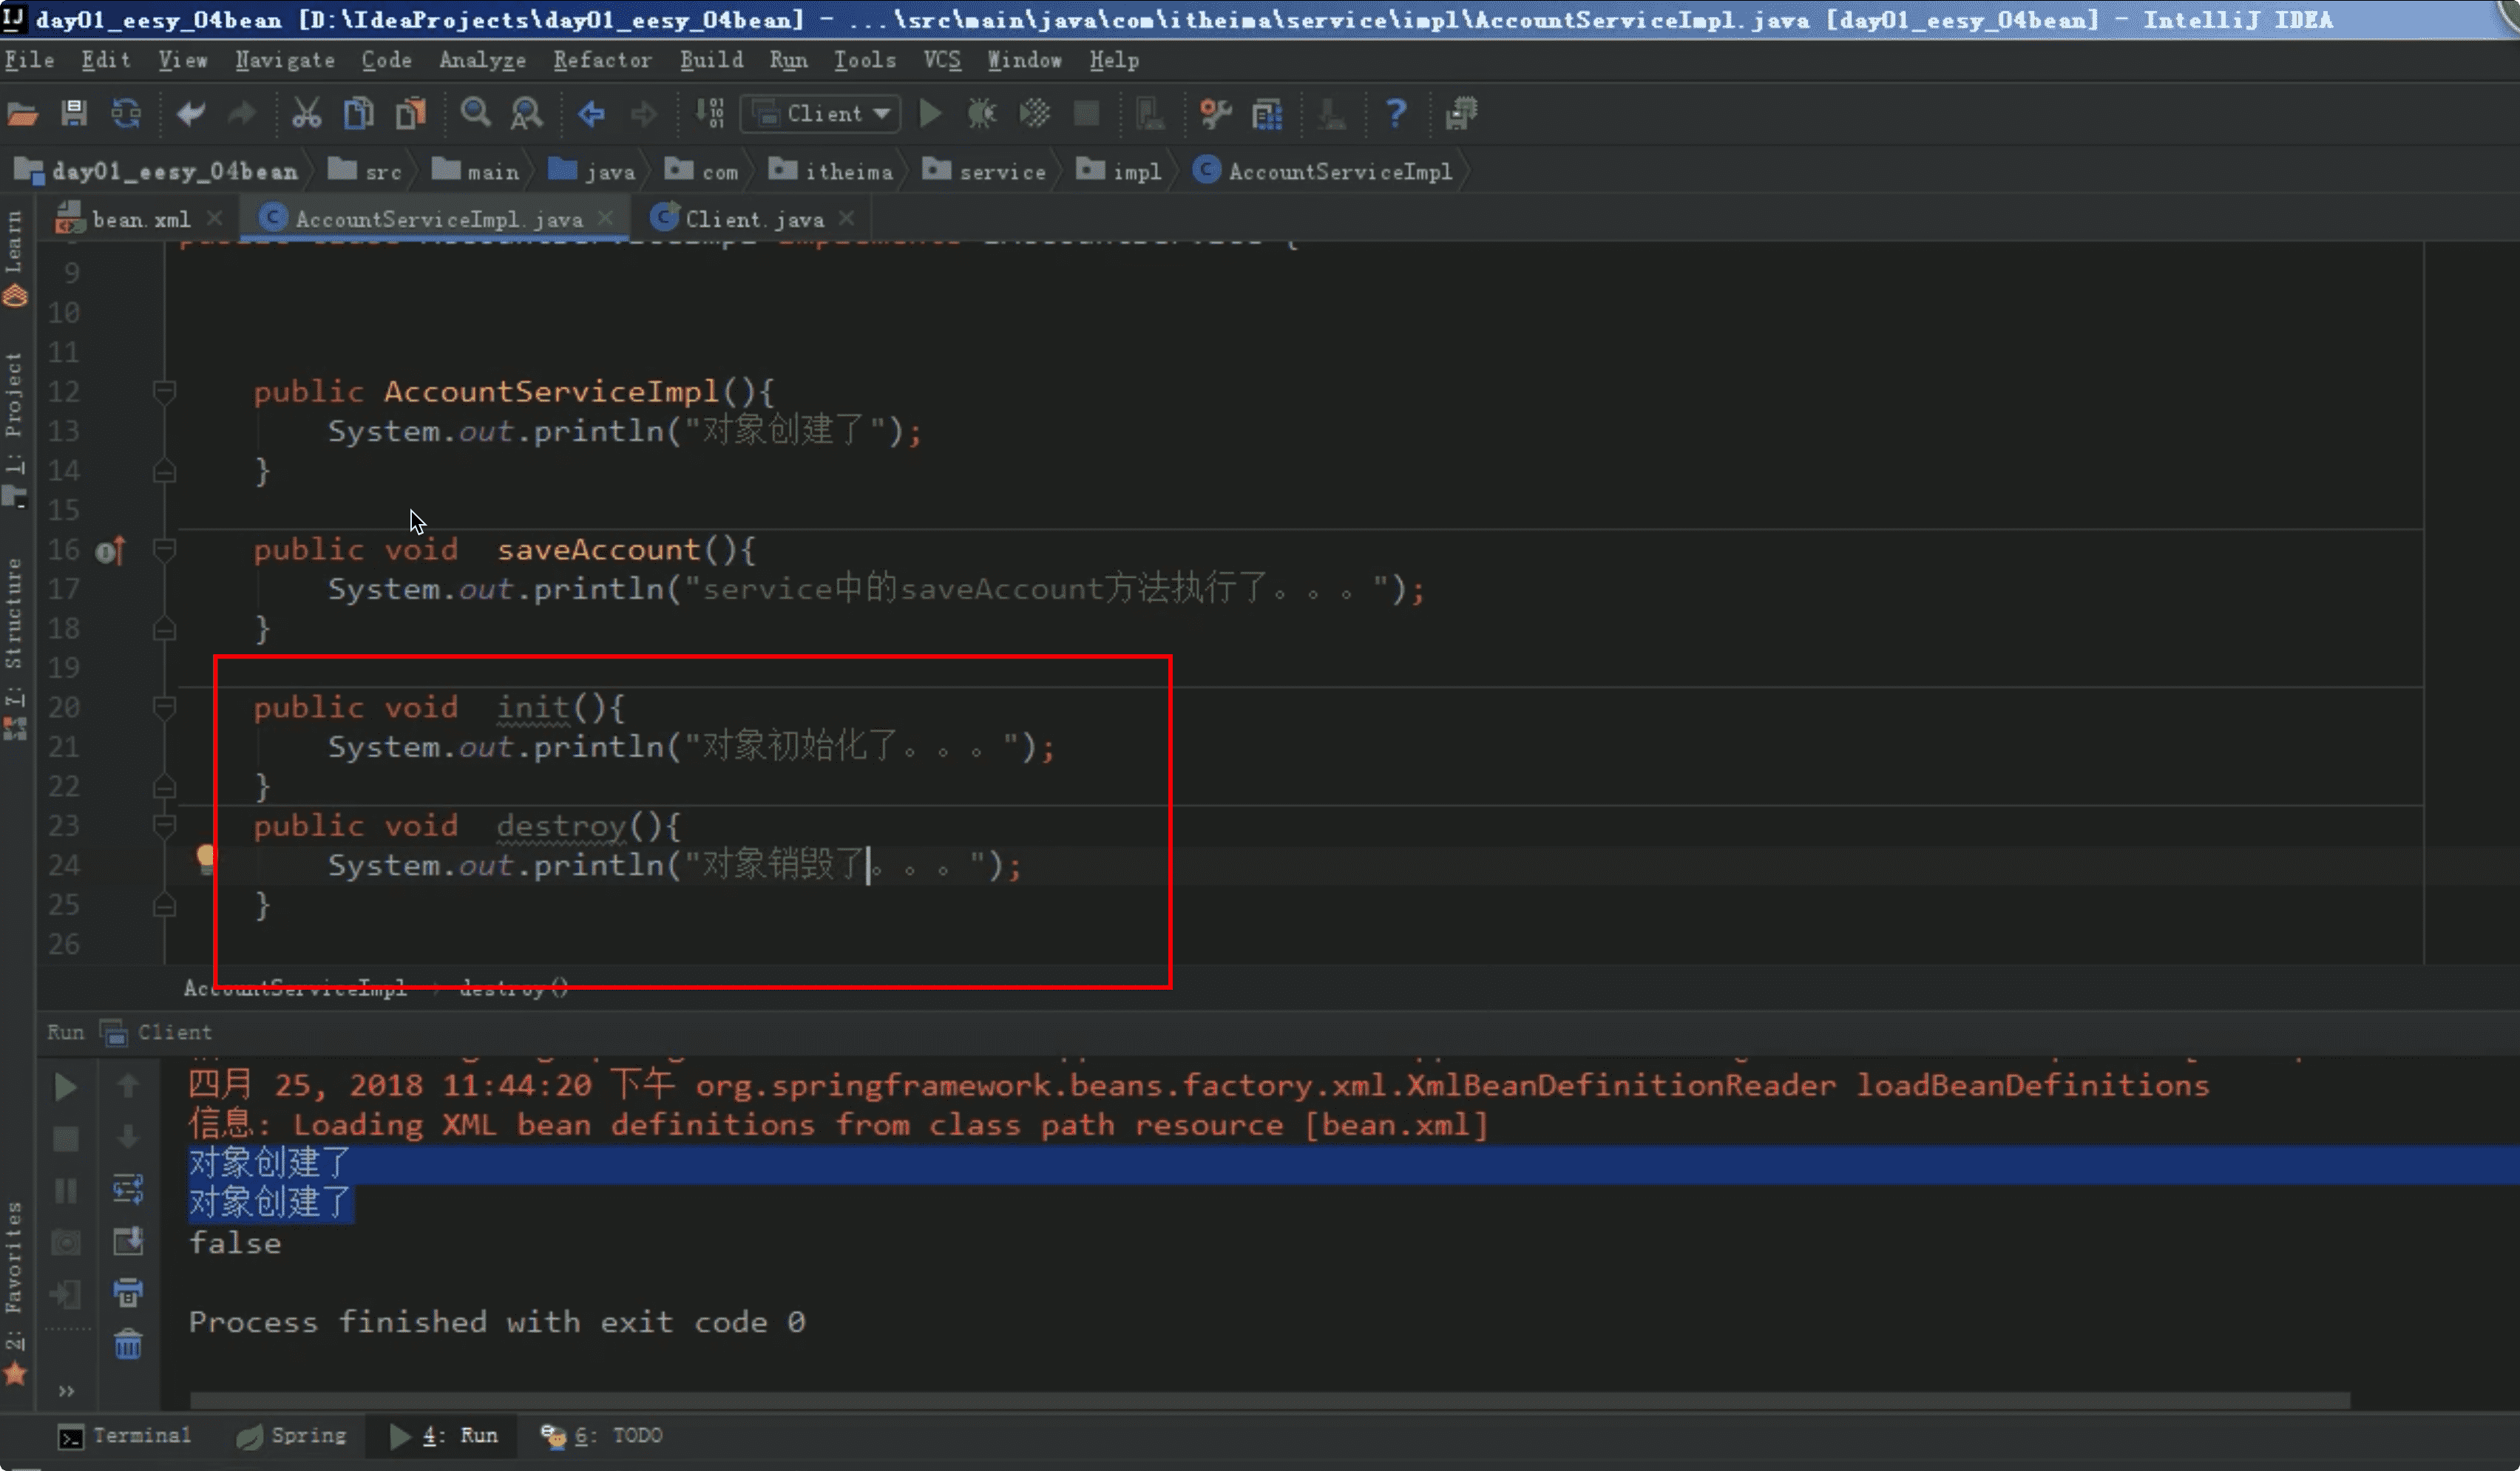 day01_eesy_04bean [D:\IdeaProjects\day01_eesy_04bean] - ...\src\main\java\com\itheima\service\impl\AccountServiceImpl.java [day01_eesy_04bean] - IntelliJ IDEA
File Edit View Navigate Code Analyze Refactor Build Run Tools VCS Window Help
Client
day01_eesy_04bean src main java com itheima service impl AccountServiceImpl
bean.xml AccountServiceImpl.java Client.java
Learn
1: Project
7: Structure
2: Favorites
9
10
11
12 public AccountServiceImpl(){
13 System.out.println("对象创建了");
14 }
15
16 public void saveAccount(){
17 System.out.println("service中的saveAccount方法执行了。。。");
18 }
19
20 public void init(){
21 System.out.println("对象初始化了。。。");
22 }
23 public void destroy(){
24 System.out.println("对象销毁了。。。");
25 }
26
AccountServiceImpl › destroy()
Run Client
四月 25, 2018 11:44:20 下午 org.springframework.beans.factory.xml.XmlBeanDefinitionReader loadBeanDefinitions
信息: Loading XML bean definitions from class path resource [bean.xml]
对象创建了
对象创建了
false
Process finished with exit code 0
Terminal Spring 4: Run 6: TODO